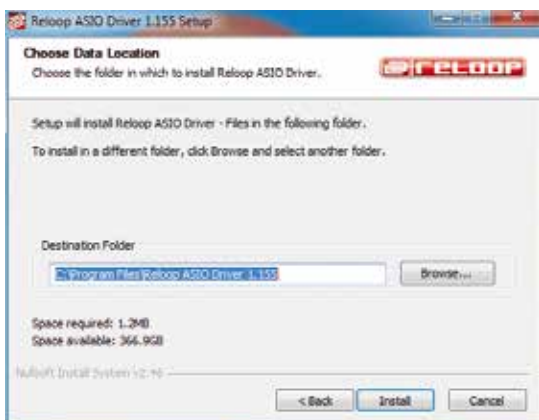 Reloop ASIO Driver 1.155 Setup
Choose Data Location
Choose the folder in which to install Reloop ASIO Driver.
reloop
Setup will install Reloop ASIO Driver - Files in the following folder.
To install in a different folder, click Browse and select another folder.
Destination Folder
C:\Program Files\Reloop ASIO Driver 1.155
Browse...
Space required: 1.2MB
Space available: 366.9GB
Nullsoft Install System v2.46
< Back
Install
Cancel